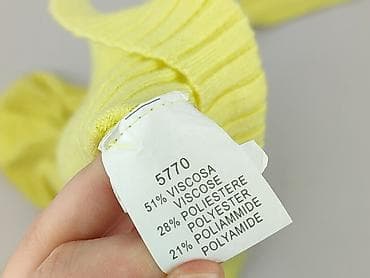 5770
51% VISCOSA
VISCOSE
28% POLIESTERE
POLYESTER
21% POLIAMMIDE
POLYAMIDE